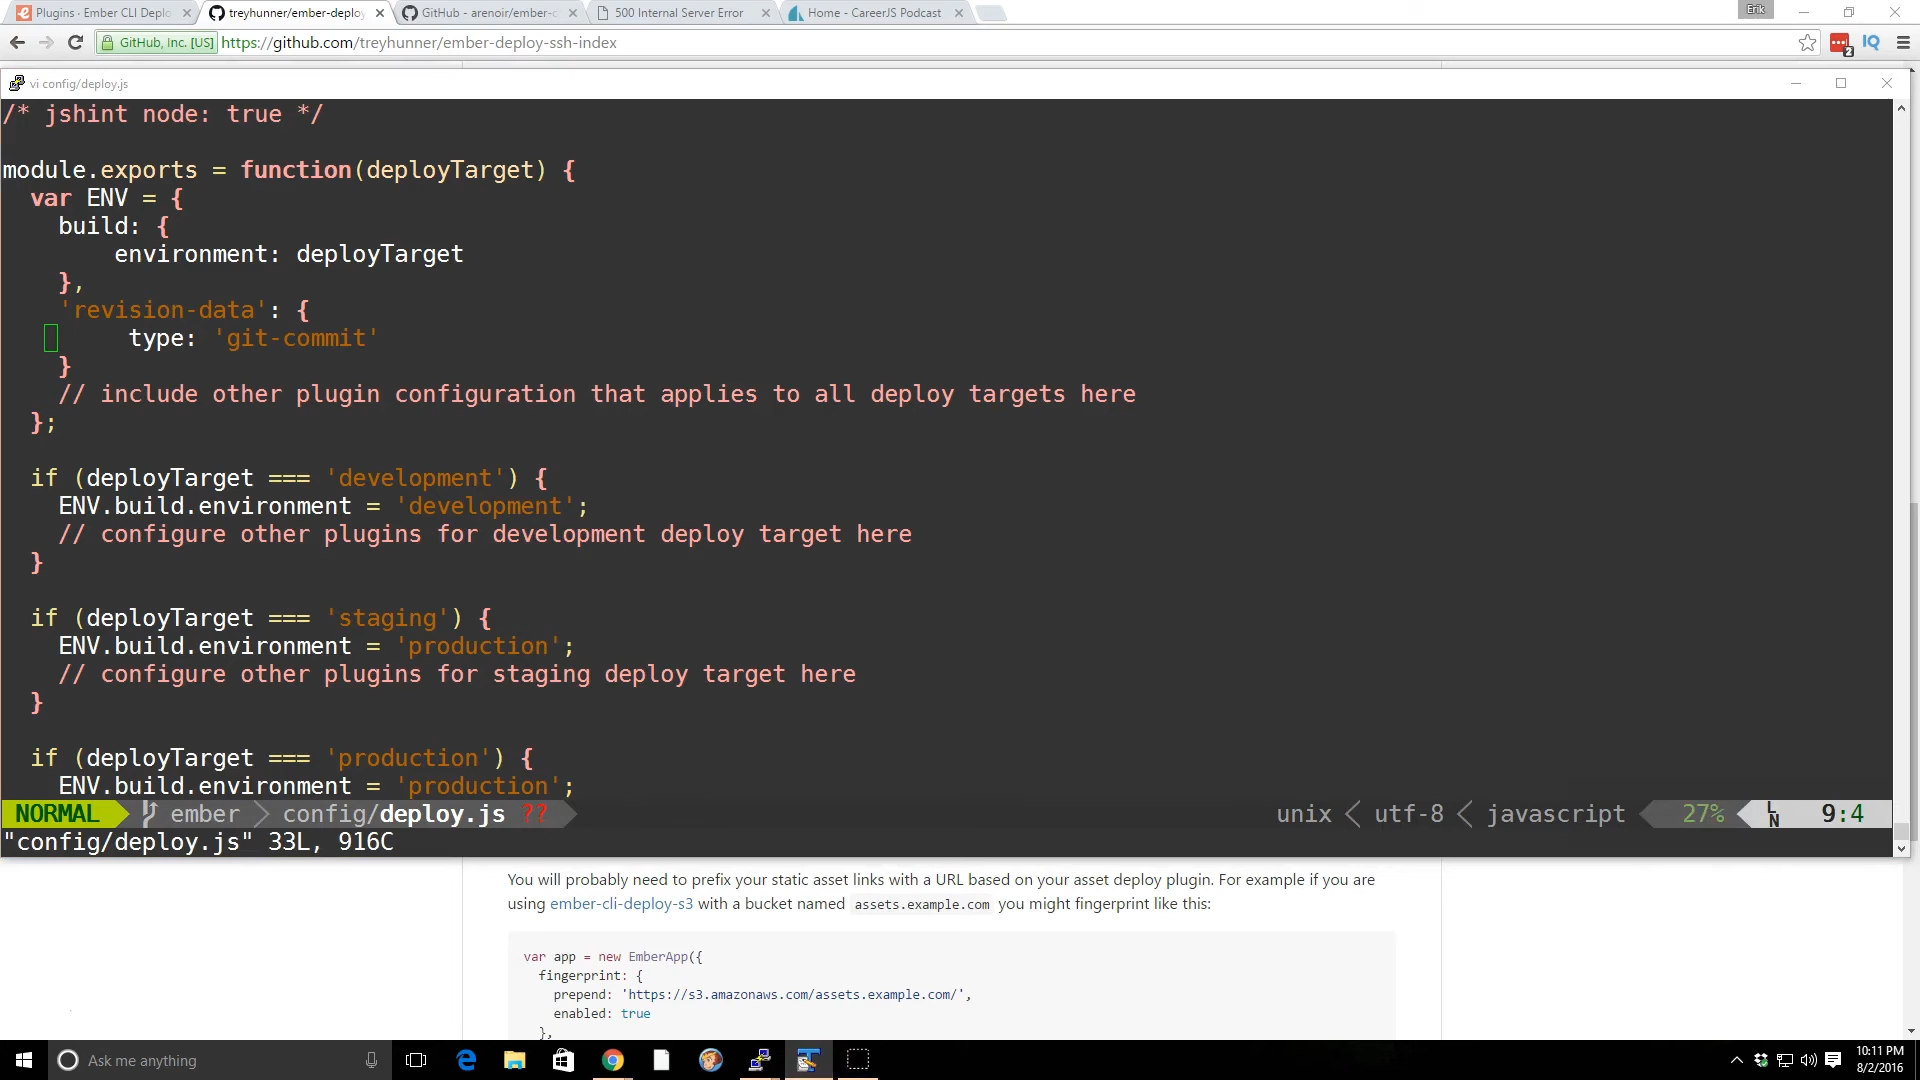 Plugins · Ember CLI Deplo
treyhunner/ember-deploy
GitHub - arenoir/ember-c
500 Internal Server Error
Home - CareerJS Podcast
Erik
GitHub, Inc. [US]
https://github.com/treyhunner/ember-deploy-ssh-index
2
IQ
vi config/deploy.js
/* jshint node: true */
module.exports = function(deployTarget) {
var ENV = {
build: {
environment: deployTarget
},
'revision-data': {
type: 'git-commit'
}
// include other plugin configuration that applies to all deploy targets here
};
if (deployTarget === 'development') {
ENV.build.environment = 'development';
// configure other plugins for development deploy target here
}
if (deployTarget === 'staging') {
ENV.build.environment = 'production';
// configure other plugins for staging deploy target here
}
if (deployTarget === 'production') {
ENV.build.environment = 'production';
NORMAL ember config/deploy.js ?? unix utf-8 javascript 27% LN 9:4
"config/deploy.js" 33L, 916C
You will probably need to prefix your static asset links with a URL based on your asset deploy plugin. For example if you are
using ember-cli-deploy-s3 with a bucket named assets.example.com you might fingerprint like this:
var app = new EmberApp({
fingerprint: {
prepend: 'https://s3.amazonaws.com/assets.example.com/',
enabled: true
},
Ask me anything
10:11 PM
8/2/2016